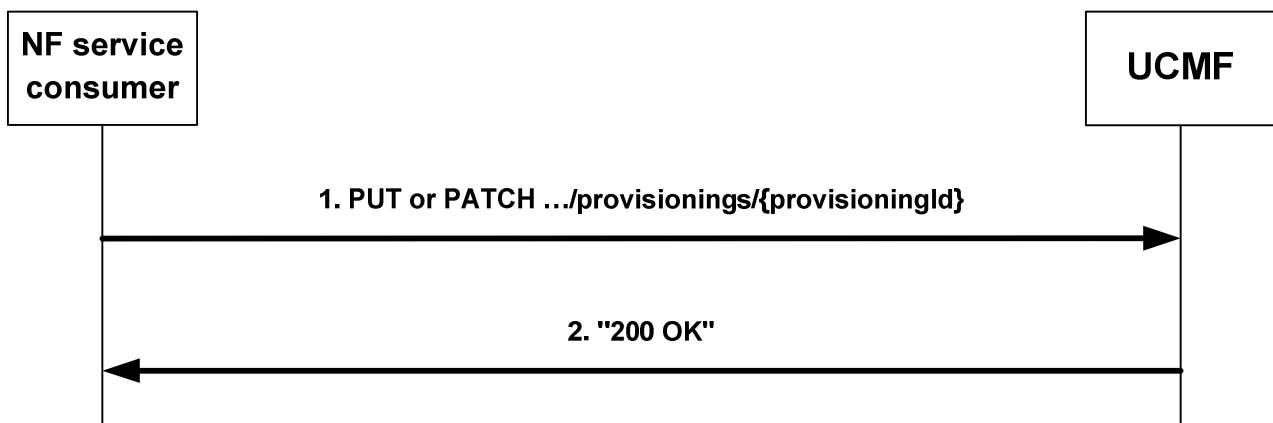 NF service
consumer
UCMF
1. PUT or PATCH …/provisionings/{provisioningId}
2. "200 OK"